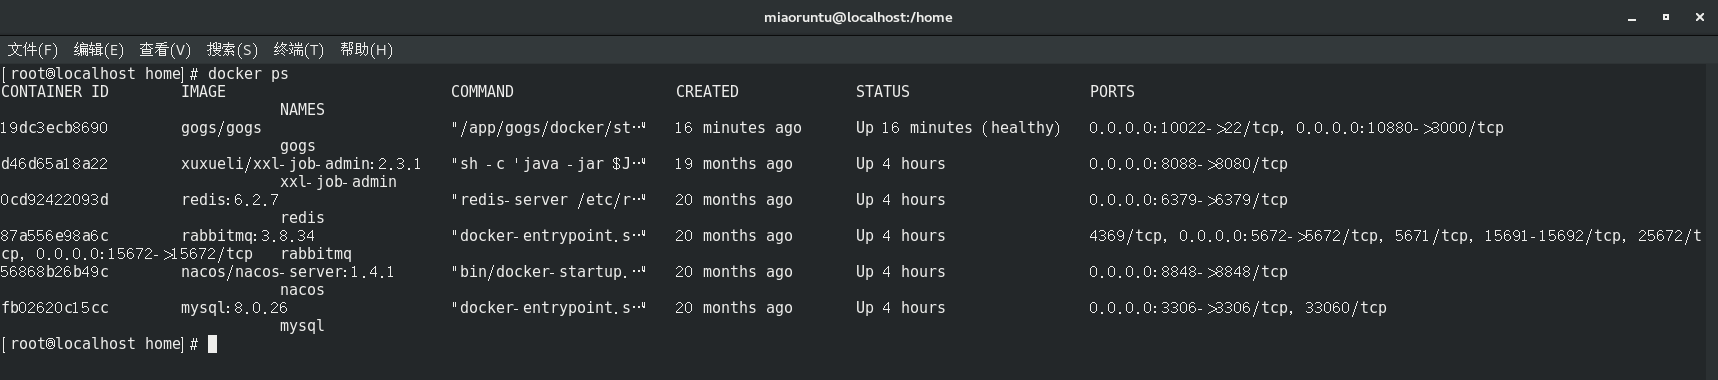 miaoruntu@localhost:/home
文件(F) 编辑(E) 查看(V) 搜索(S) 终端(T) 帮助(H)
[root@localhost home]# docker ps
CONTAINER ID IMAGE COMMAND CREATED STATUS PORTS
NAMES
19dc3ecb8690 gogs/gogs "/app/gogs/docker/st…" 16 minutes ago Up 16 minutes (healthy) 0.0.0.0:10022->22/tcp, 0.0.0.0:10880->3000/tcp
gogs
d46d65a18a22 xuxueli/xxl-job-admin:2.3.1 "sh -c 'java -jar $J…" 19 months ago Up 4 hours 0.0.0.0:8088->8080/tcp
xxl-job-admin
0cd92422093d redis:6.2.7 "redis-server /etc/r…" 20 months ago Up 4 hours 0.0.0.0:6379->6379/tcp
redis
87a556e98a6c rabbitmq:3.8.34 "docker-entrypoint.s…" 20 months ago Up 4 hours 4369/tcp, 0.0.0.0:5672->5672/tcp, 5671/tcp, 15691-15692/tcp, 25672/t
cp, 0.0.0.0:15672->15672/tcp rabbitmq
56868b26b49c nacos/nacos-server:1.4.1 "bin/docker-startup.…" 20 months ago Up 4 hours 0.0.0.0:8848->8848/tcp
nacos
fb02620c15cc mysql:8.0.26 "docker-entrypoint.s…" 20 months ago Up 4 hours 0.0.0.0:3306->3306/tcp, 33060/tcp
mysql
[root@localhost home]#